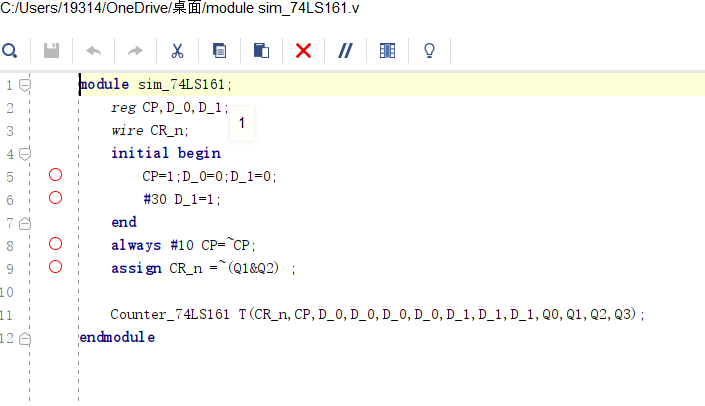 C:/Users/19314/OneDrive/桌面/module sim_74LS161.v
1 module sim_74LS161;
2 reg CP,D_0,D_1;
1
3 wire CR_n;
4 initial begin
5 CP=1;D_0=0;D_1=0;
6 #30 D_1=1;
7 end
8 always #10 CP=~CP;
9 assign CR_n =~(Q1&Q2) ;
10
11 Counter_74LS161 T(CR_n,CP,D_0,D_0,D_0,D_0,D_1,D_1,D_1,Q0,Q1,Q2,Q3);
12 endmodule